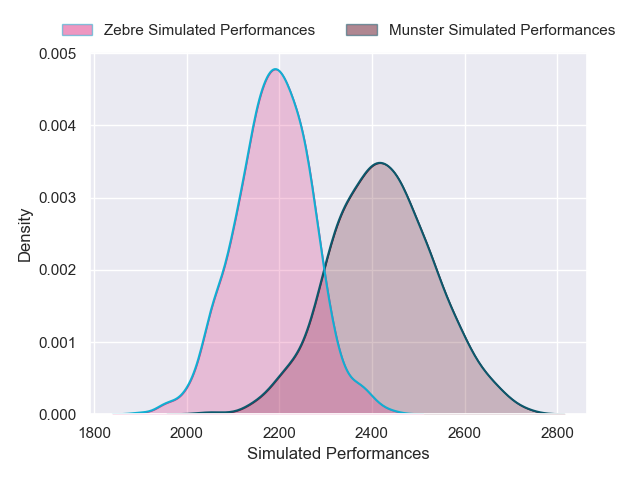 Zebre Simulated Performances Munster Simulated Performances
0.005
0.004
0.003
0.002
0.001
0.000
Density
1800 2000 2200 2400 2600 2800
Simulated Performances